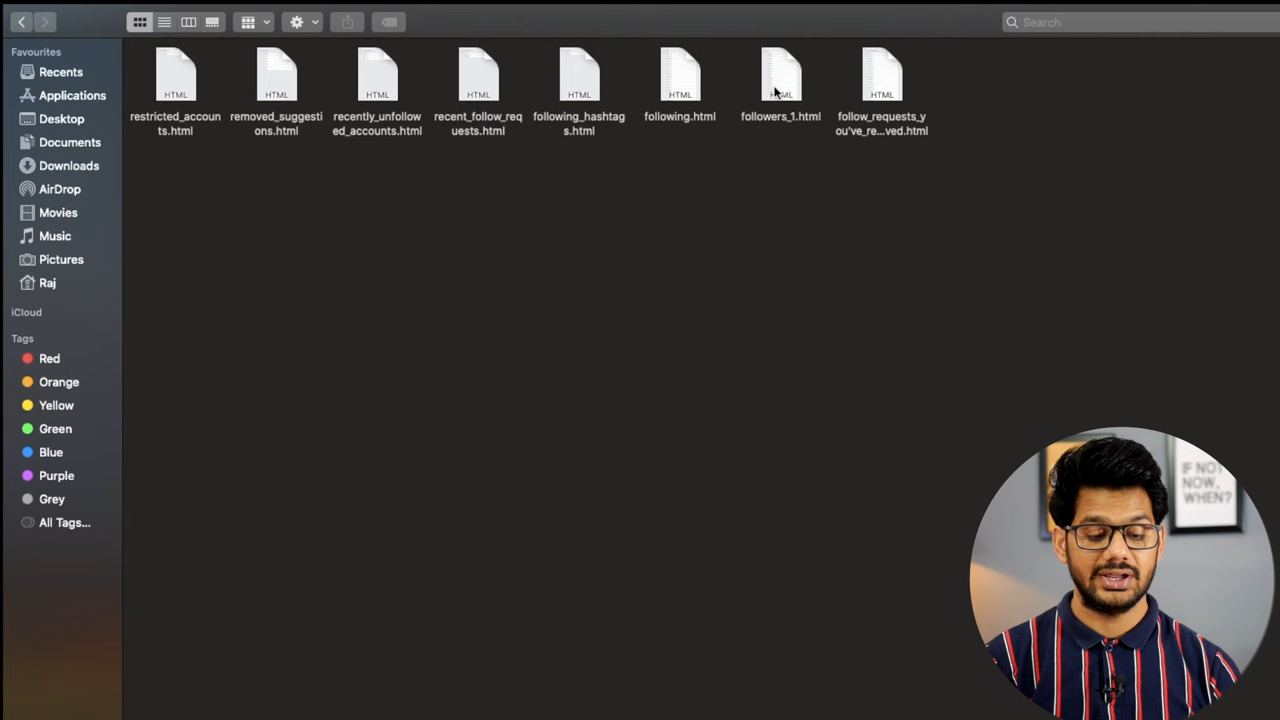 Search
Favourites
Recents
Applications
Desktop
Documents
Downloads
AirDrop
Movies
Music
Pictures
Raj
iCloud
Tags
Red
Orange
Yellow
Green
Blue
Purple
Grey
All Tags...
HTML
restricted_accoun
ts.html
HTML
removed_suggesti
ons.html
HTML
recently_unfollow
ed_accounts.html
HTML
recent_follow_req
uests.html
HTML
following_hashtag
s.html
HTML
following.html
HTML
followers_1.html
HTML
follow_requests_y
ou've_re...ved.html
IF NOT
NOW,
WHEN?